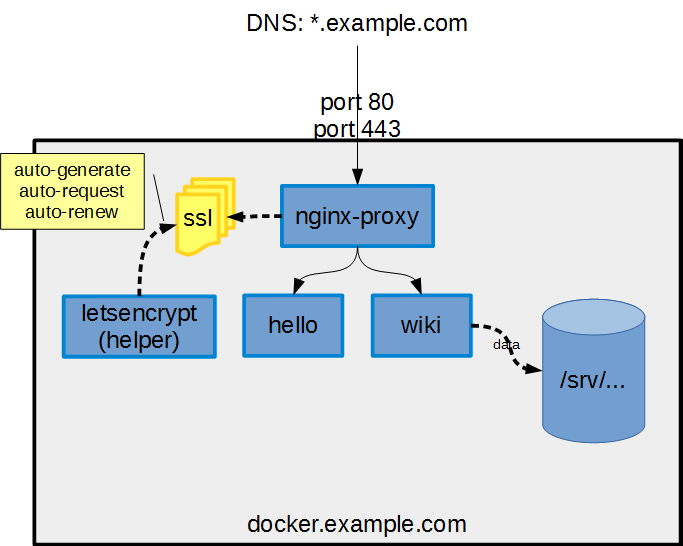 DNS: *.example.com
port 80
port 443
auto-generate
auto-request
auto-renew
ssl
nginx-proxy
letsencrypt
(helper)
hello
wiki
data
/srv/...
docker.example.com